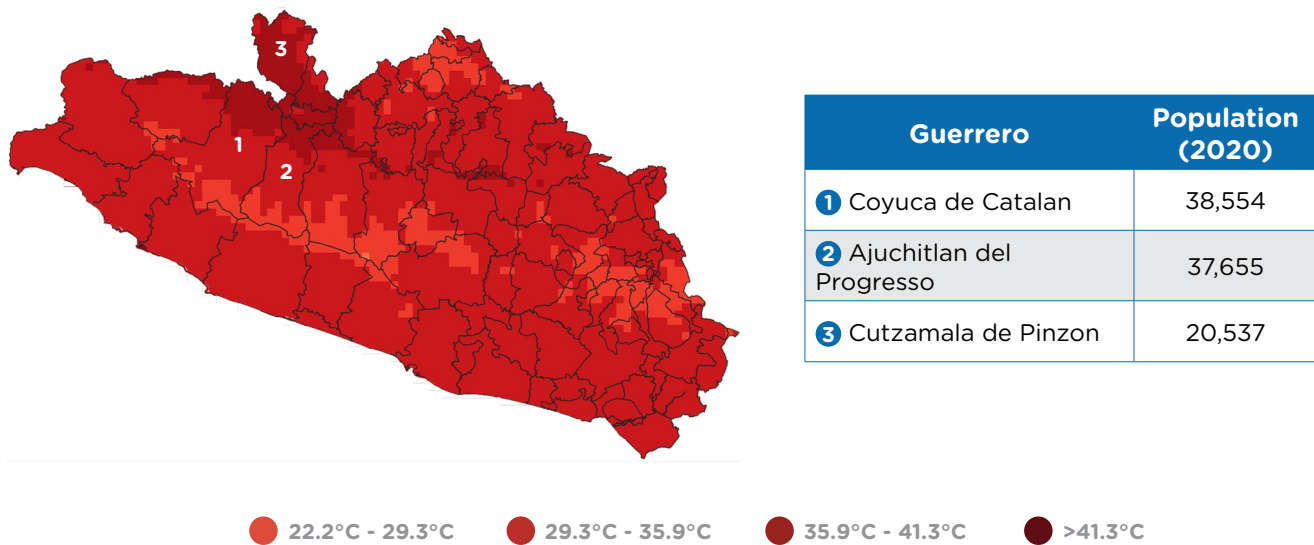 3
1
2
Guerrero
Population
(2020)
1 Coyuca de Catalan
38,554
2 Ajuchitlan del
Progresso
37,655
3 Cutzamala de Pinzon
20,537
22.2°C - 29.3°C
29.3°C - 35.9°C
35.9°C - 41.3°C
>41.3°C